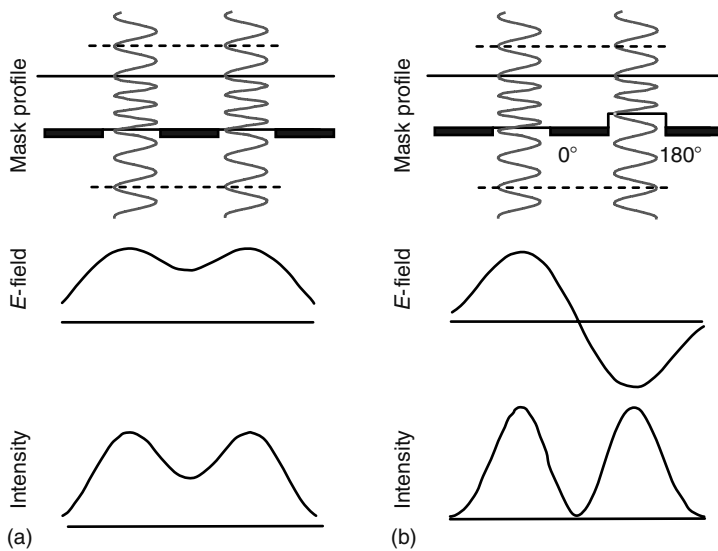 Mask profile
Mask profile
0°
180°
E-field
E-field
Intensity
Intensity
(a)
(b)